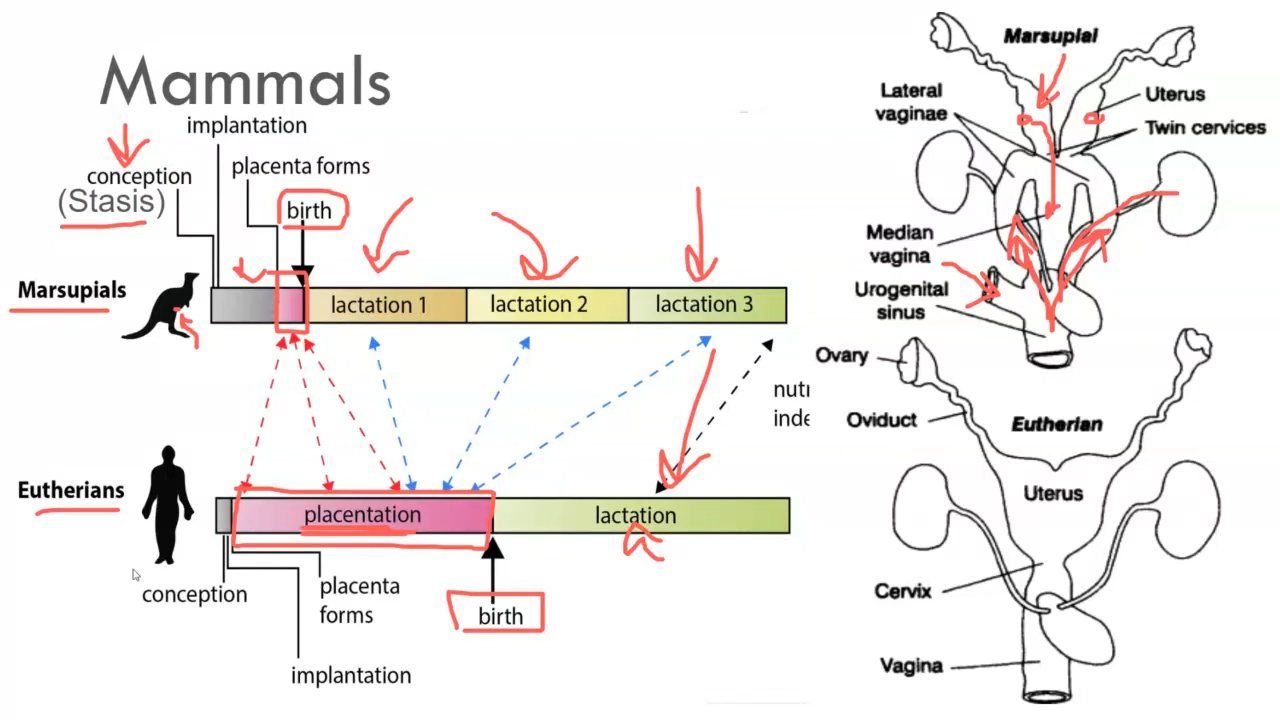 Mammals
implantation
placenta forms
conception
(Stasis)
birth
Marsupials
lactation 1
lactation 2
lactation 3
nutr
inde
Eutherians
placentation
lactation
conception
placenta
forms
birth
implantation
Marsupial
Lateral
vaginae
Uterus
Twin cervices
Median
vagina
Urogenital
sinus
Ovary
Oviduct
Eutherian
Uterus
Cervix
Vagina